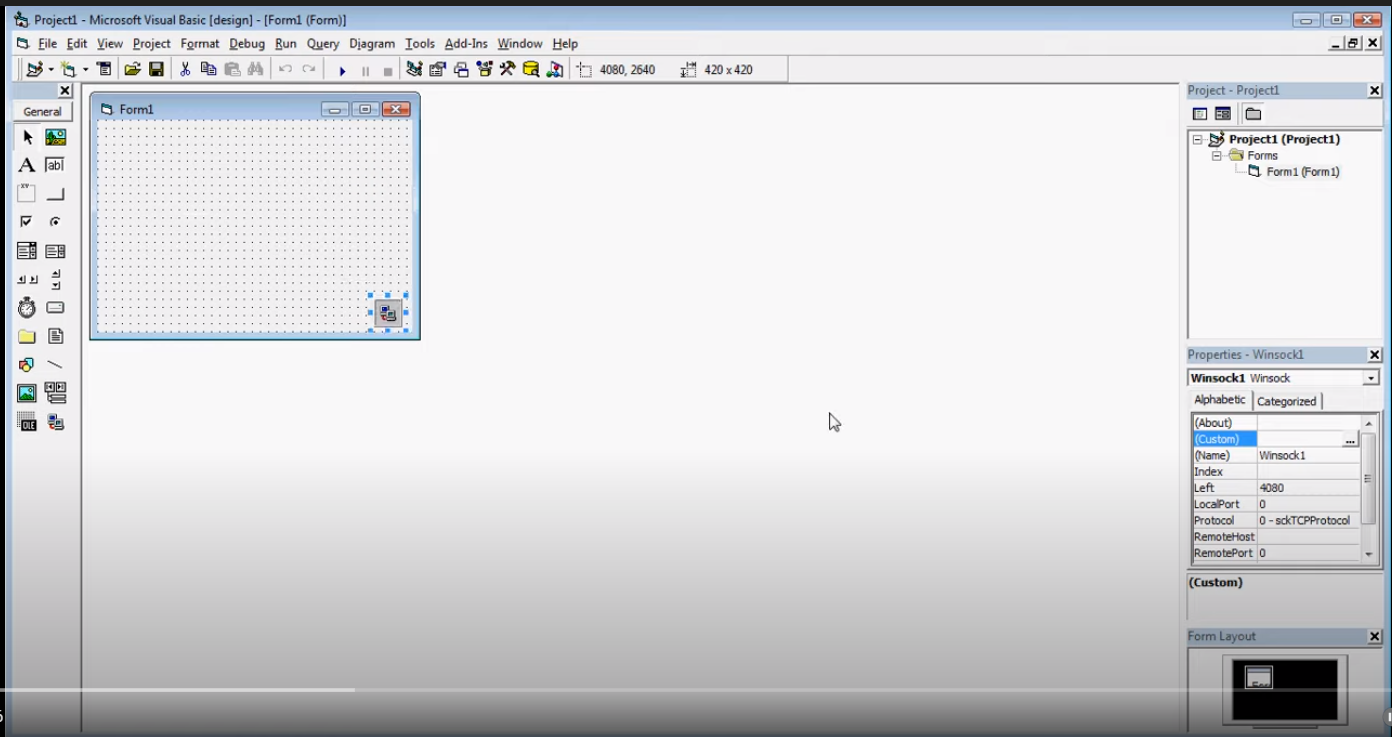 Project1 - Microsoft Visual Basic [design] - [Form1 (Form)]
File Edit View Project Format Debug Run Query Diagram Tools Add-Ins Window Help
4080, 2640 420 x 420
General
A ab|
XY
OLE
Form1
Project - Project1
Project1 (Project1)
Forms
Form1 (Form1)
Properties - Winsock1
Winsock1 Winsock
Alphabetic Categorized
(About)
(Custom) ...
(Name) Winsock1
Index
Left 4080
LocalPort 0
Protocol 0 - sckTCPProtocol
RemoteHost
RemotePort 0
(Custom)
Form Layout